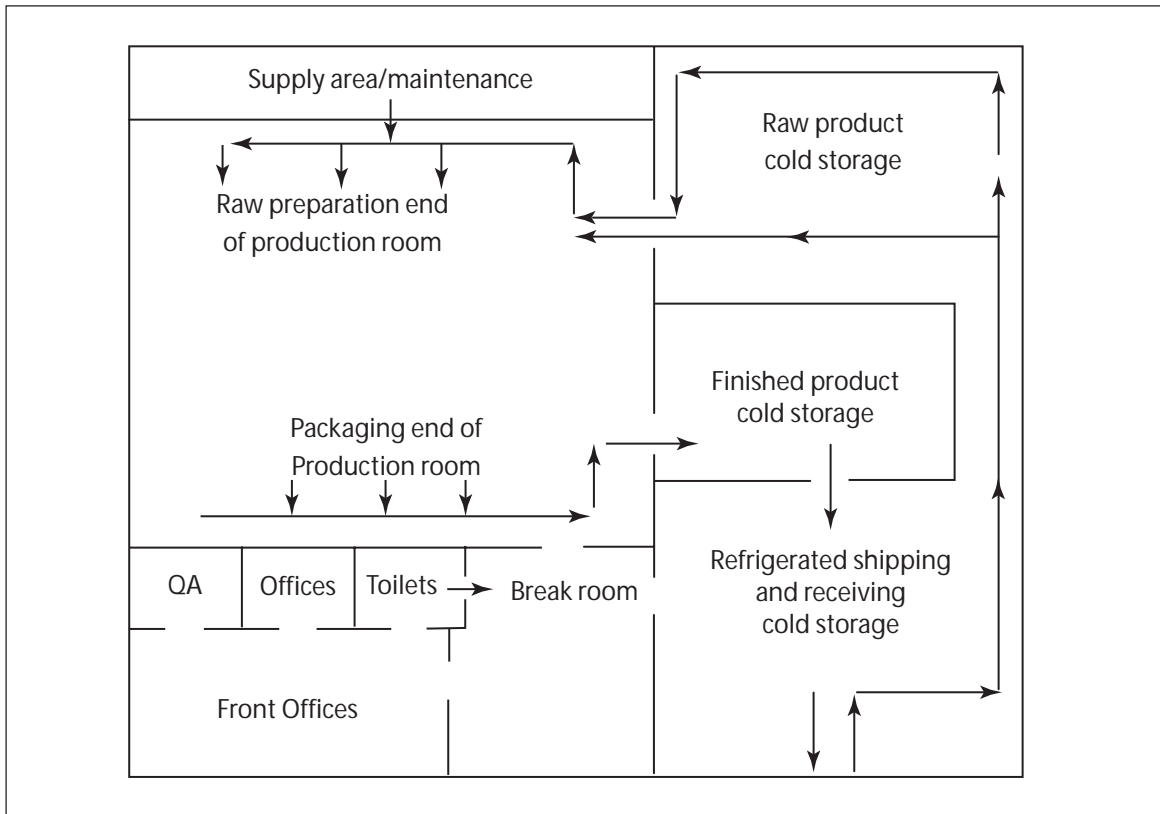 Supply area/maintenance
Raw product
cold storage
Raw preparation end
of production room
Finished product
cold storage
Packaging end of
Production room
Refrigerated shipping
and receiving
cold storage
QA
Offices
Toilets
Break room
Front Offices